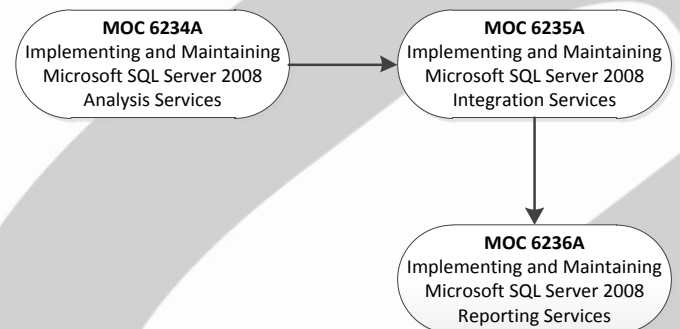 MOC 6234A
Implementing and Maintaining
Microsoft SQL Server 2008
Analysis Services
MOC 6235A
Implementing and Maintaining
Microsoft SQL Server 2008
Integration Services
MOC 6236A
Implementing and Maintaining
Microsoft SQL Server 2008
Reporting Services